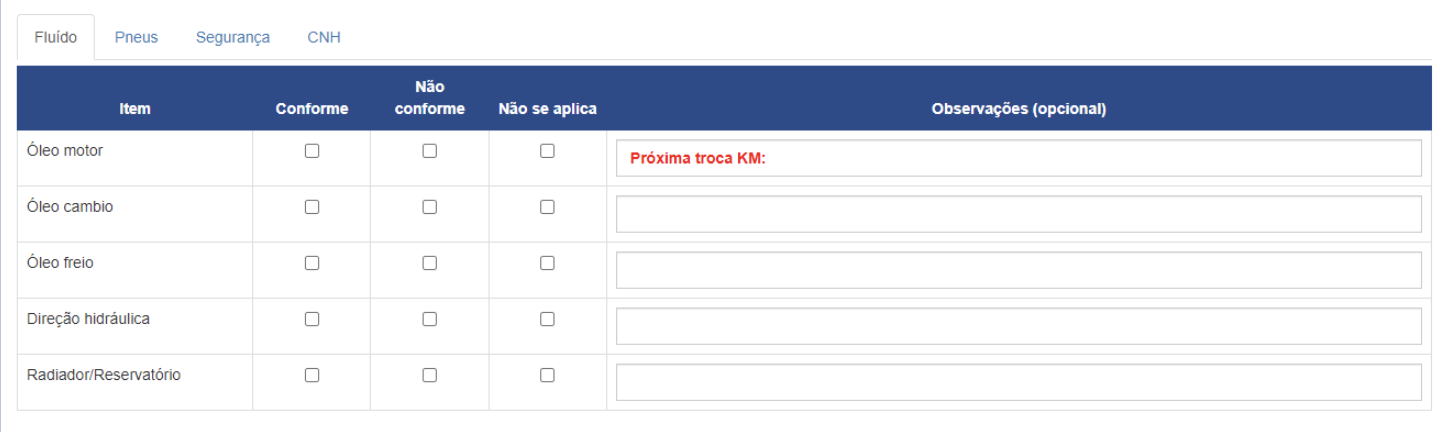 Fluído Pneus Segurança CNH
Item Conforme Não conforme Não se aplica Observações (opcional)
Óleo motor Próxima troca KM:
Óleo cambio
Óleo freio
Direção hidráulica
Radiador/Reservatório